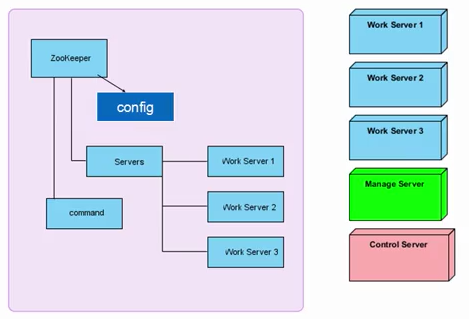 ZooKeeper
config
Servers
command
Work Server 1
Work Server 2
Work Server 3
Work Server 1
Work Server 2
Work Server 3
Manage Server
Control Server